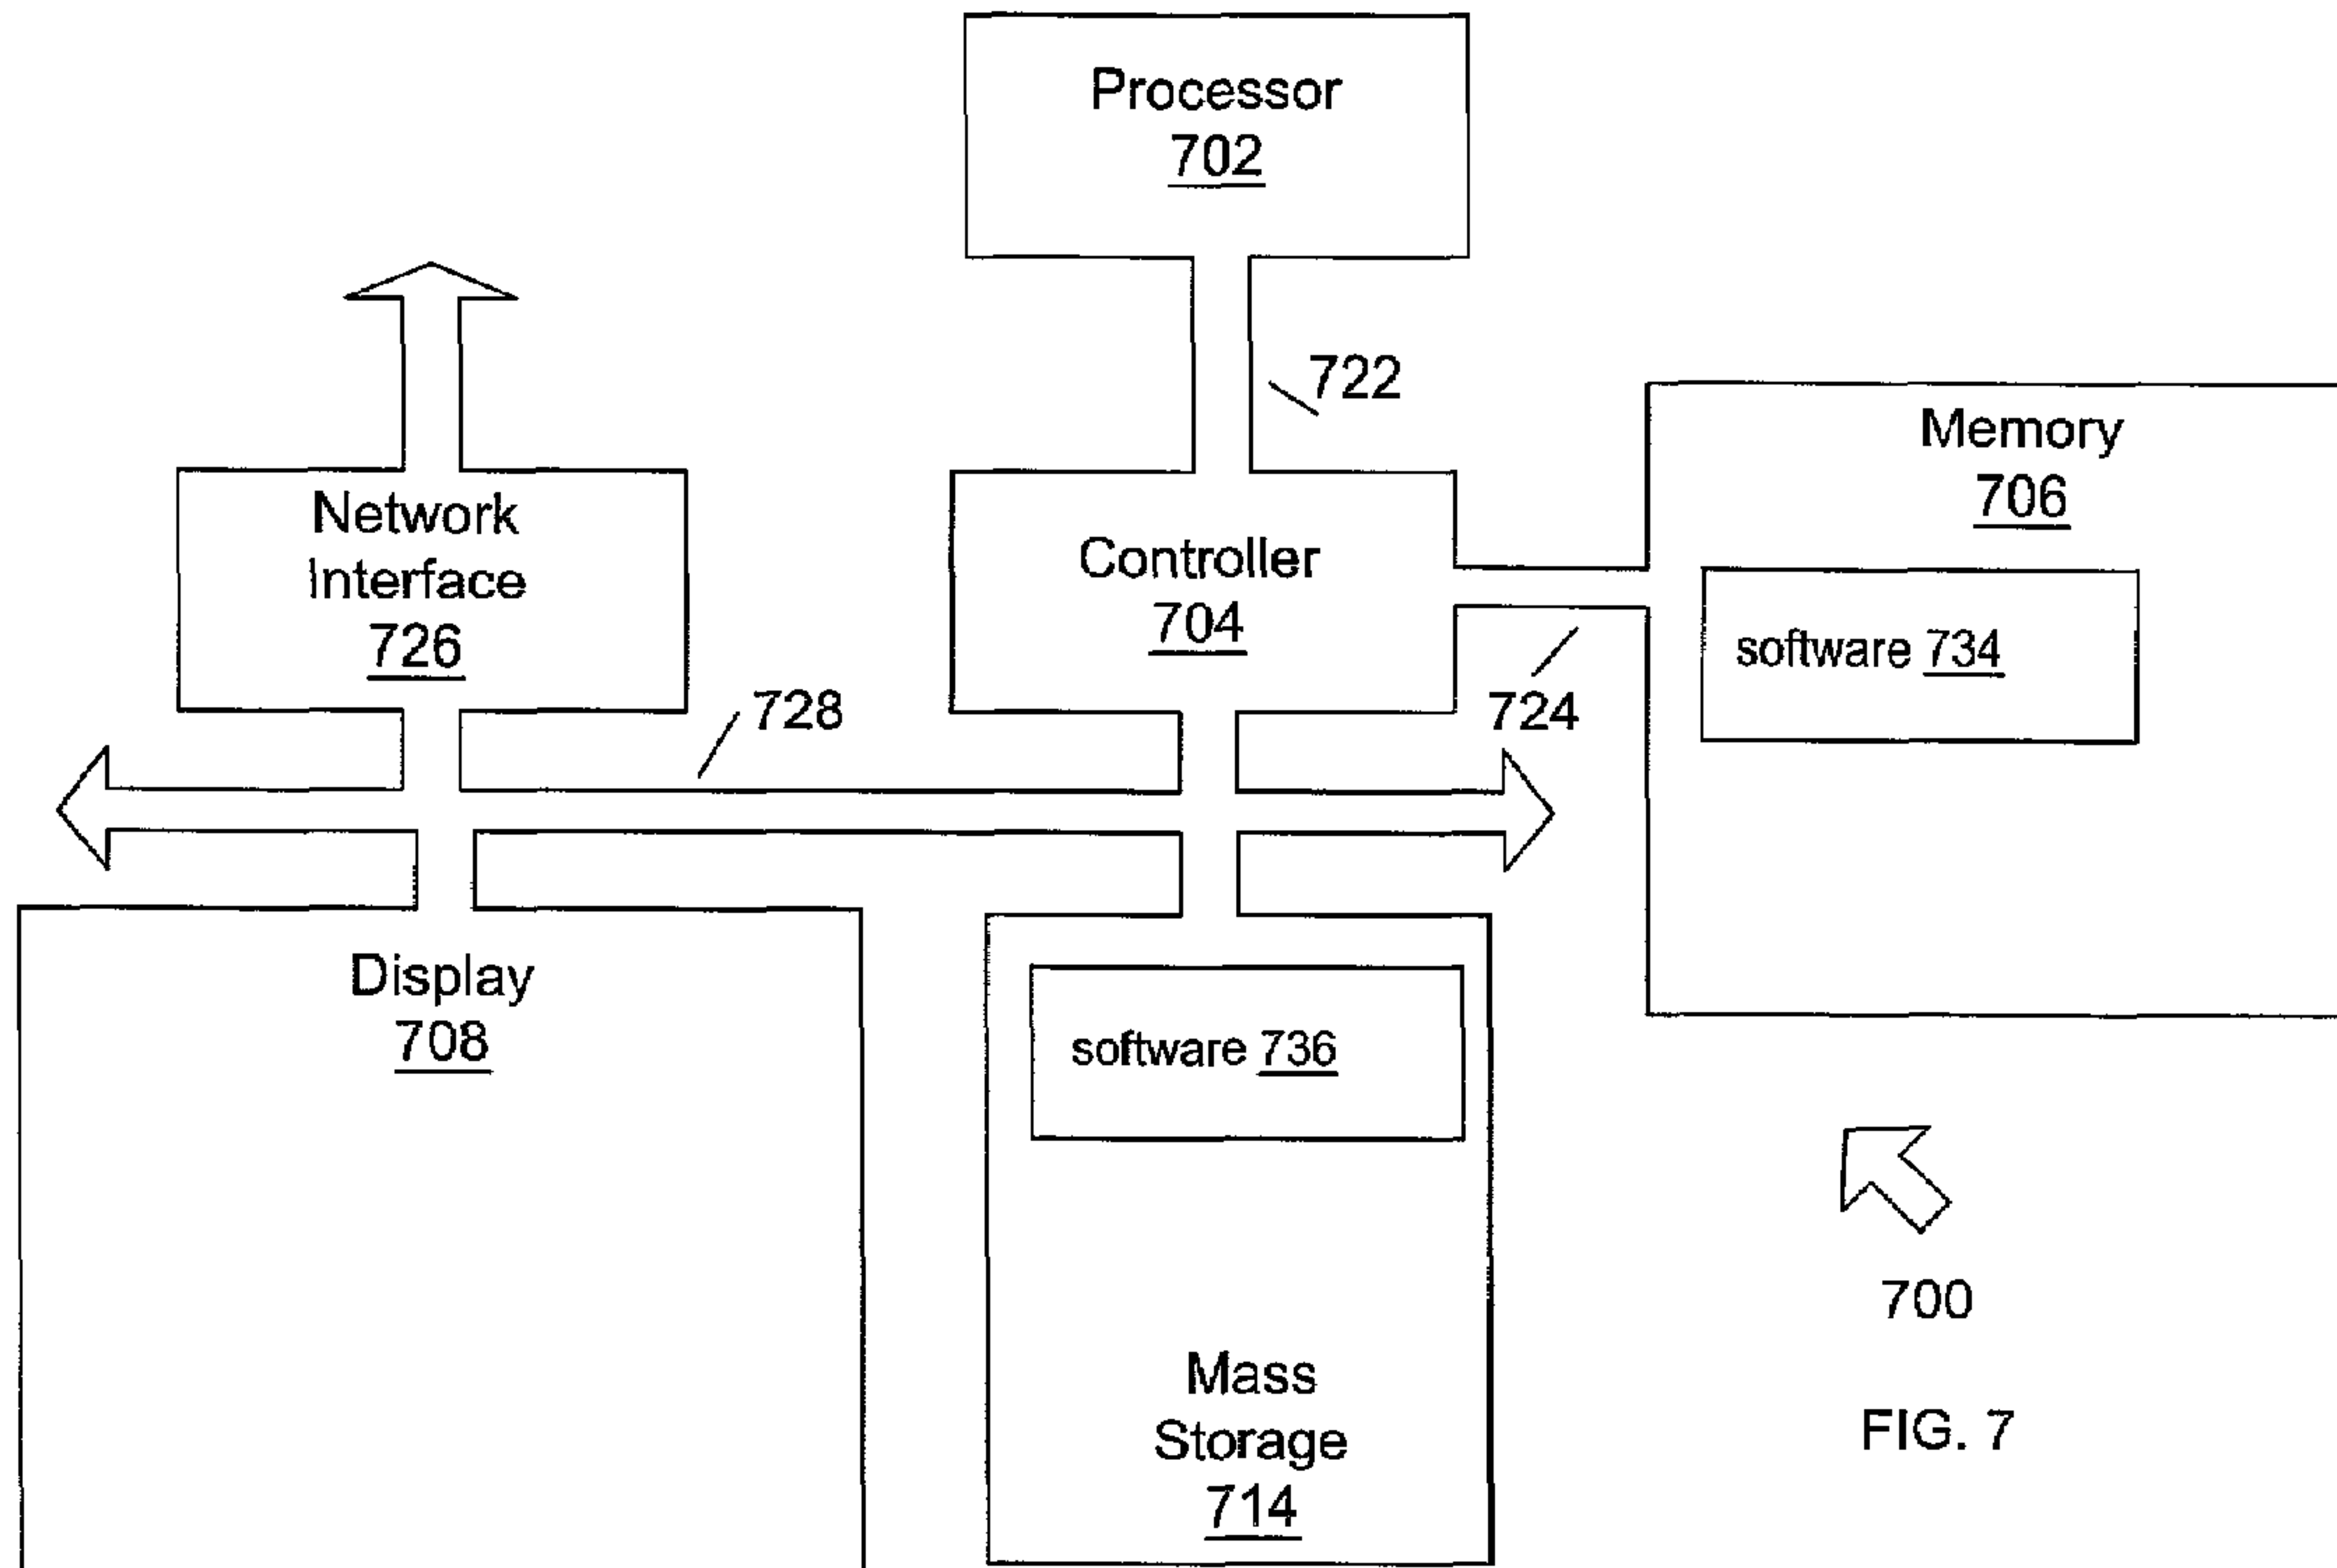 Processor
702
722
Memory
706
Network
Interface
726
Controller
704
software 734
728
724
Display
708
software 736
Mass
Storage
714
700
FIG. 7